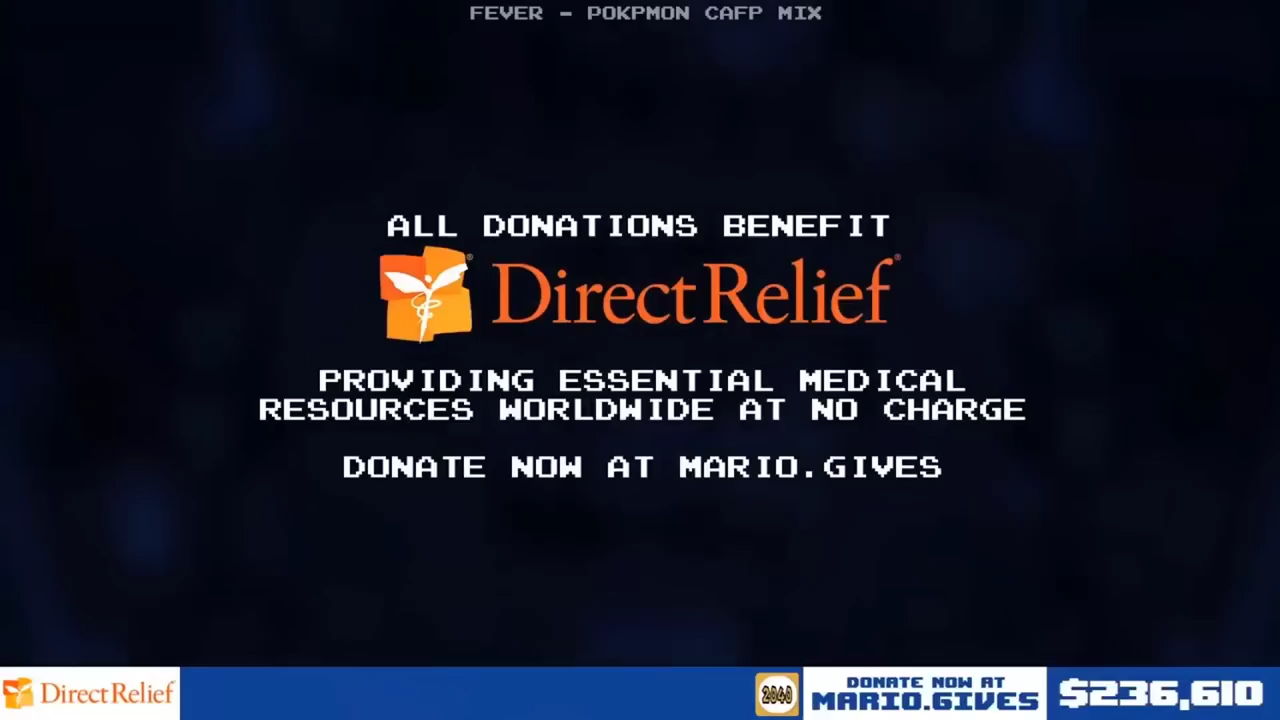 FEVER - POKPMON CAFP MIX
ALL DONATIONS BENEFIT
DirectRelief®
PROVIDING ESSENTIAL MEDICAL
RESOURCES WORLDWIDE AT NO CHARGE
DONATE NOW AT MARIO.GIVES
DirectRelief
2040
DONATE NOW AT
MARIO.GIVES
$236,610